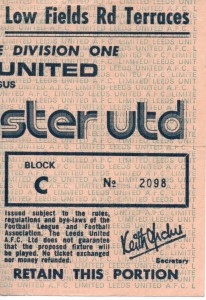 Low Fields Rd Terraces
E DIVISION ONE
UNITED
SUS
ster utd
BLOCK
C
No 2098
Issued subject to the rules,
regulations and bye-laws of the
Football League and Football
Association. The Leeds United
A.F.C. Ltd does not guarantee
that the proposed fixture will
be played. No ticket exchanged
nor money refunded.
Secretary
RETAIN THIS PORTION